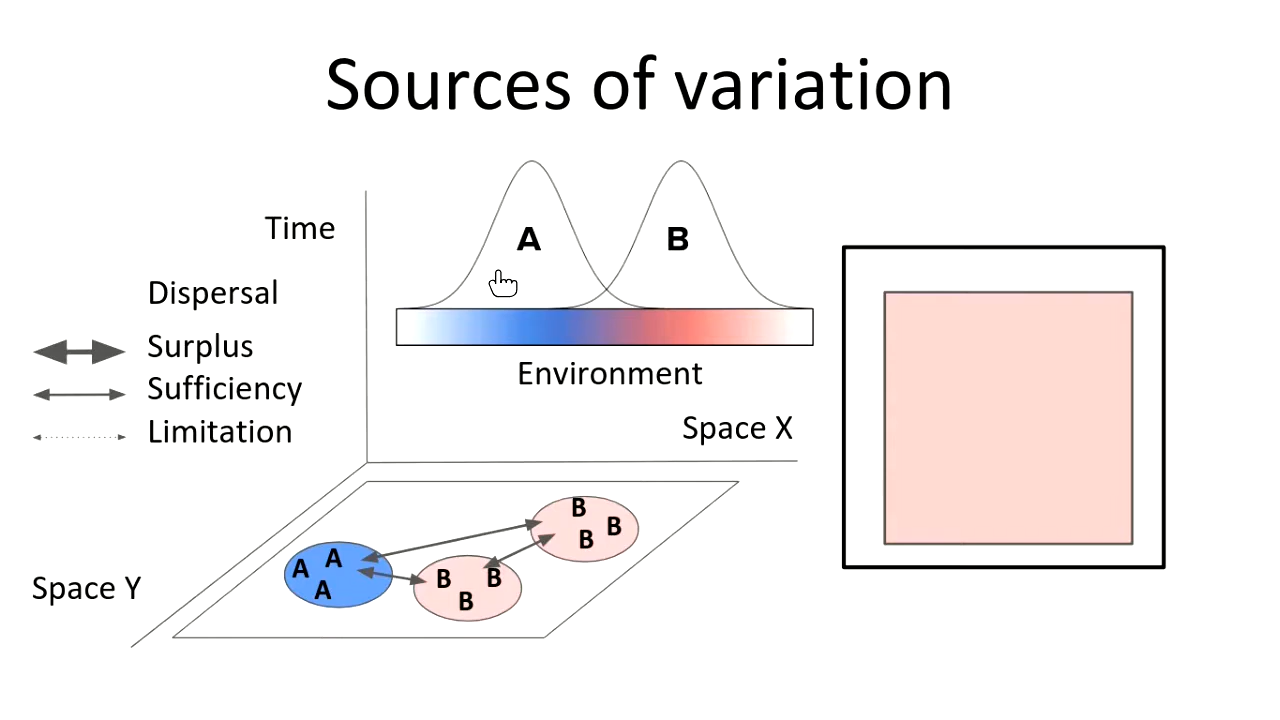 Sources of variation
Time
A
B
Dispersal
Surplus
Sufficiency
Limitation
Environment
Space X
Space Y
A
A
A
B
B
B
B
B
B